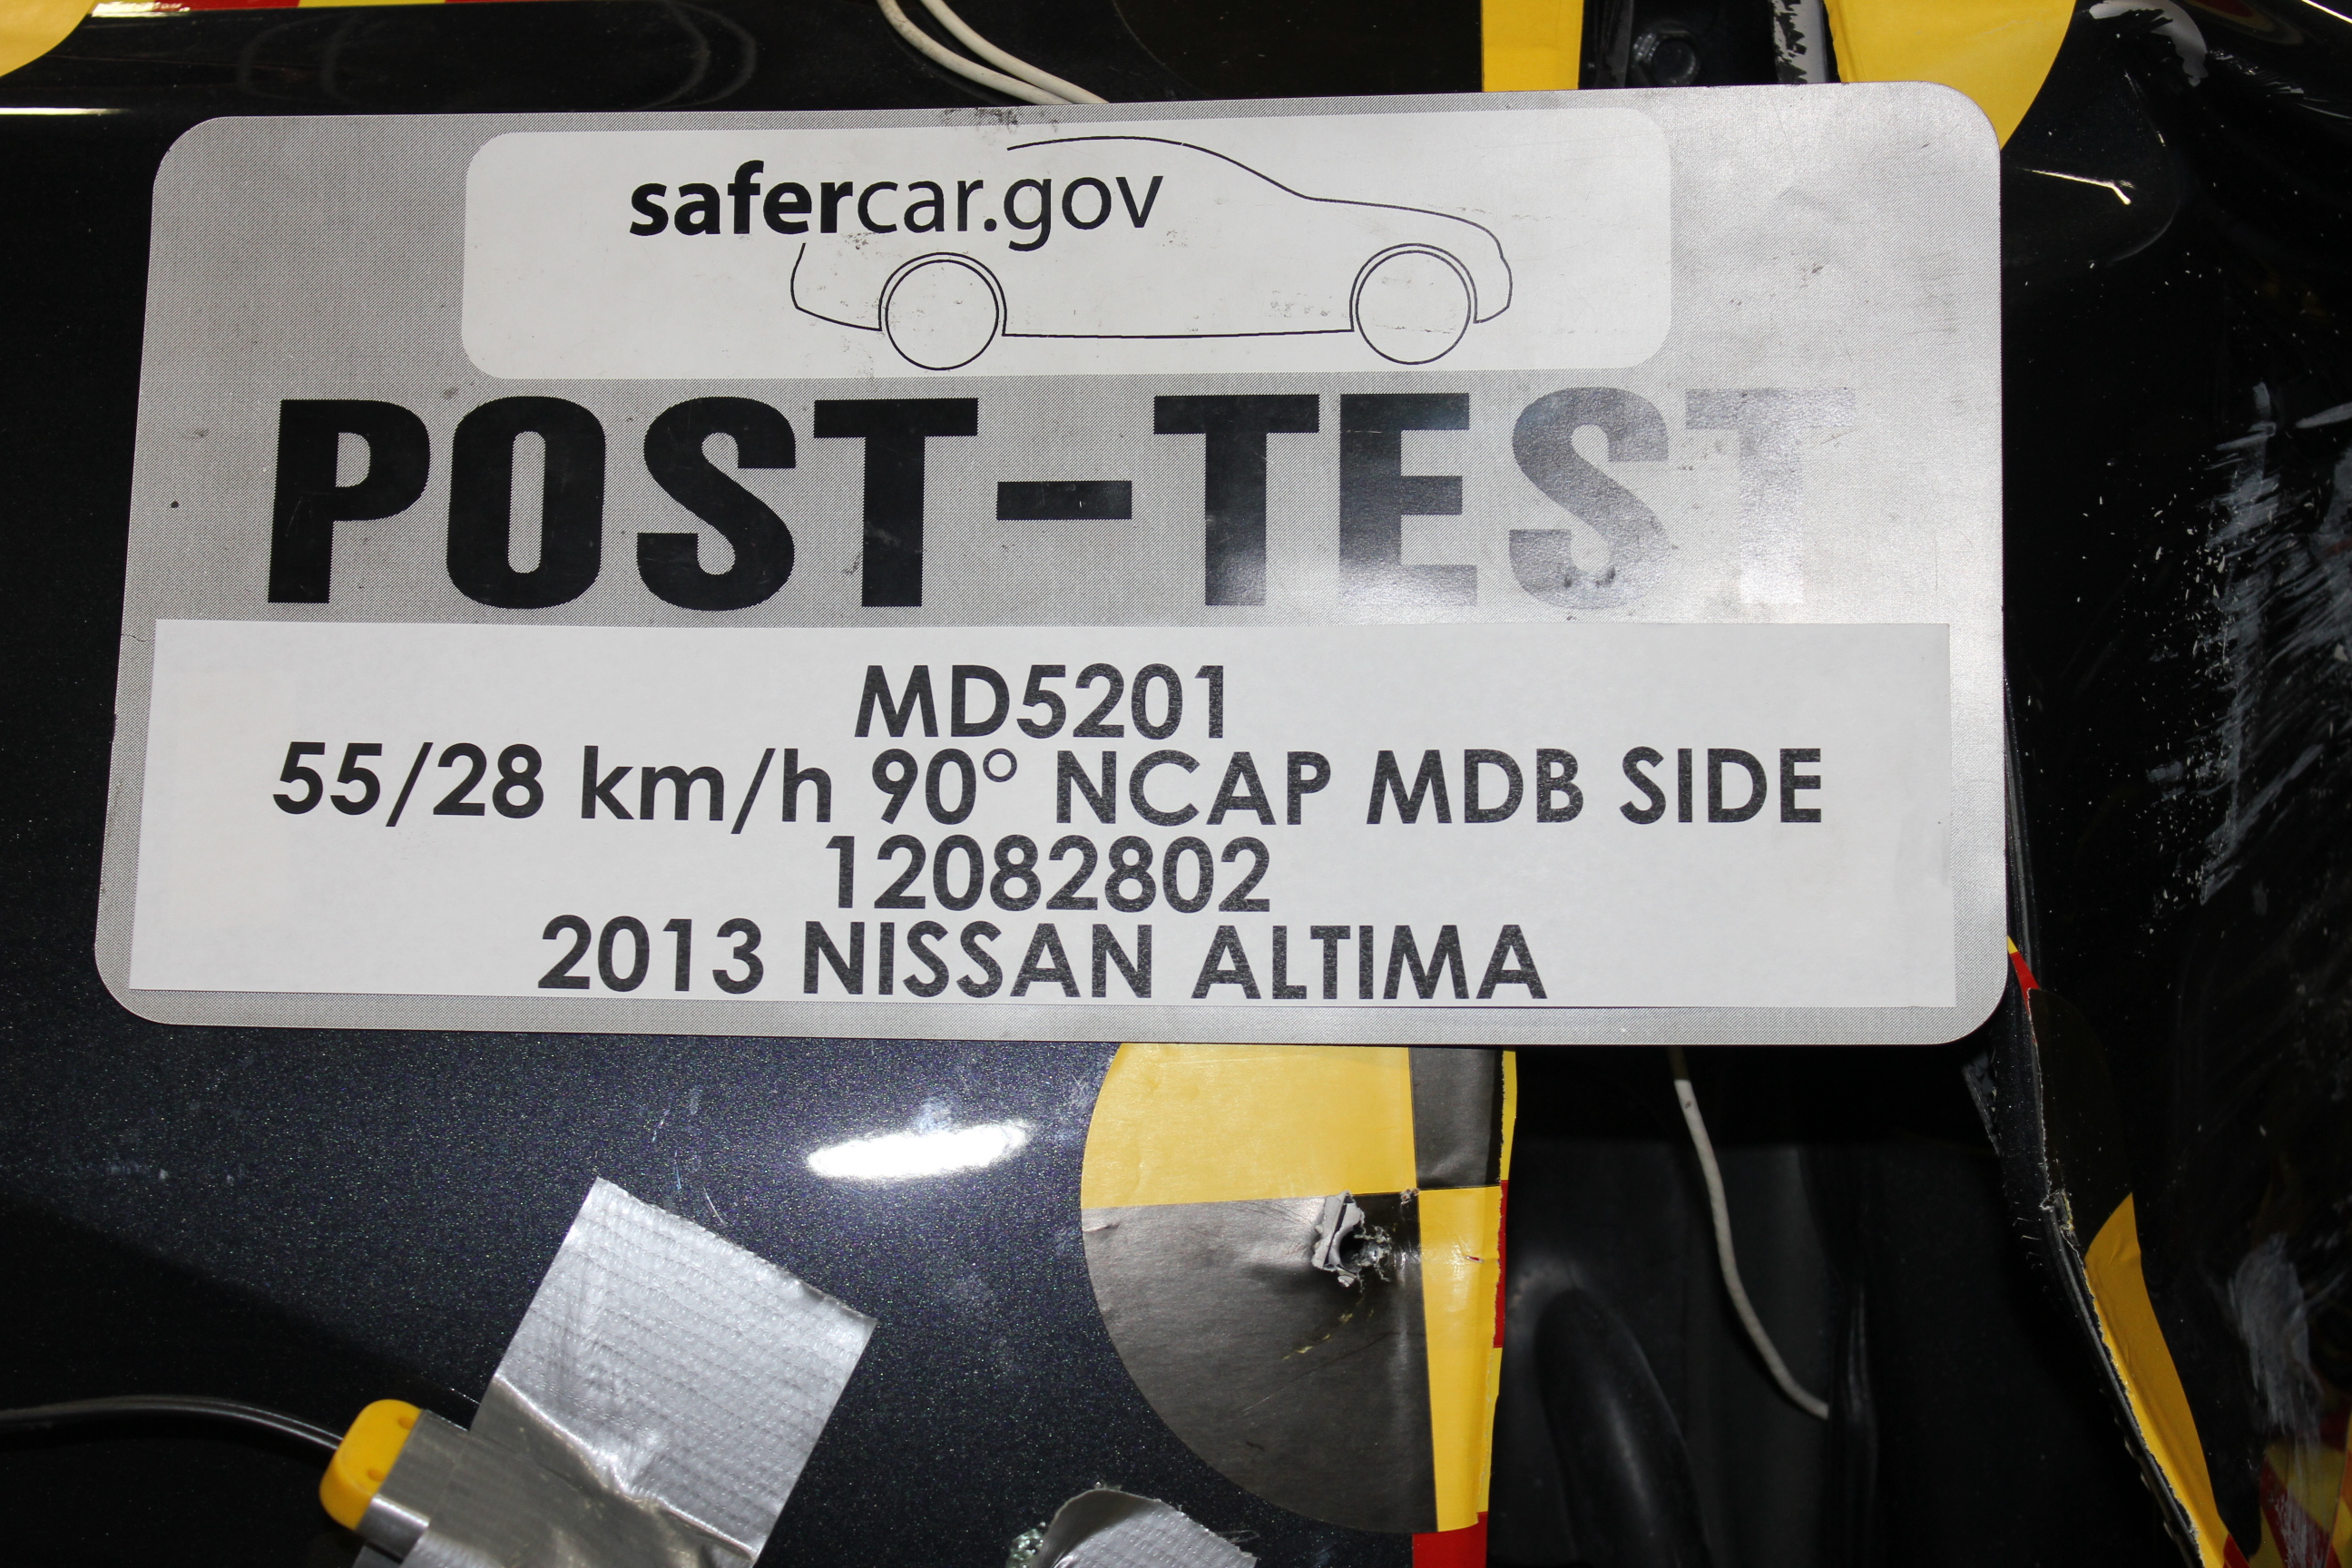 safercar.gov
POST-TEST
MD5201
55/28 km/h 90° NCAP MDB SIDE
12082802
2013 NISSAN ALTIMA